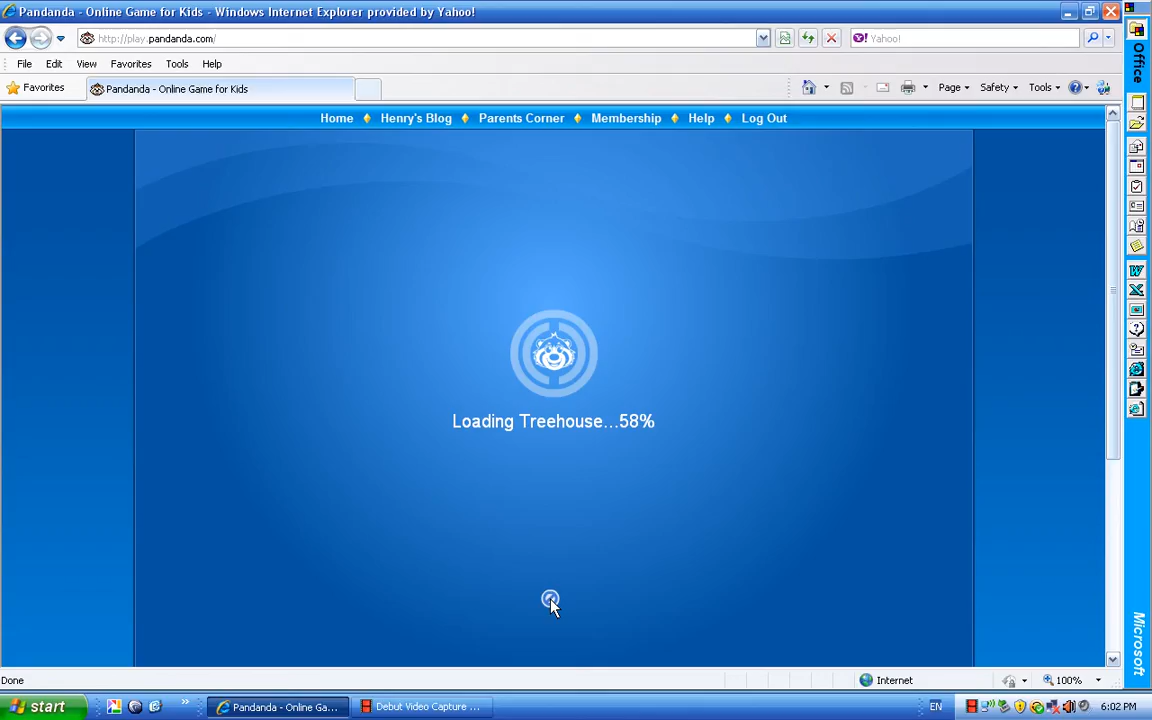 Pandanda - Online Game for Kids - Windows Internet Explorer provided by Yahoo!
http://play.pandanda.com/
Yahoo!
File Edit View Favorites Tools Help
Favorites
Pandanda - Online Game for Kids
Page
Safety
Tools
Office
Home Henry's Blog Parents Corner Membership Help Log Out
Loading Treehouse...58%
Microsoft
Done
Internet
100%
start
Pandanda - Online Ga...
Debut Video Capture ...
EN
6:02 PM